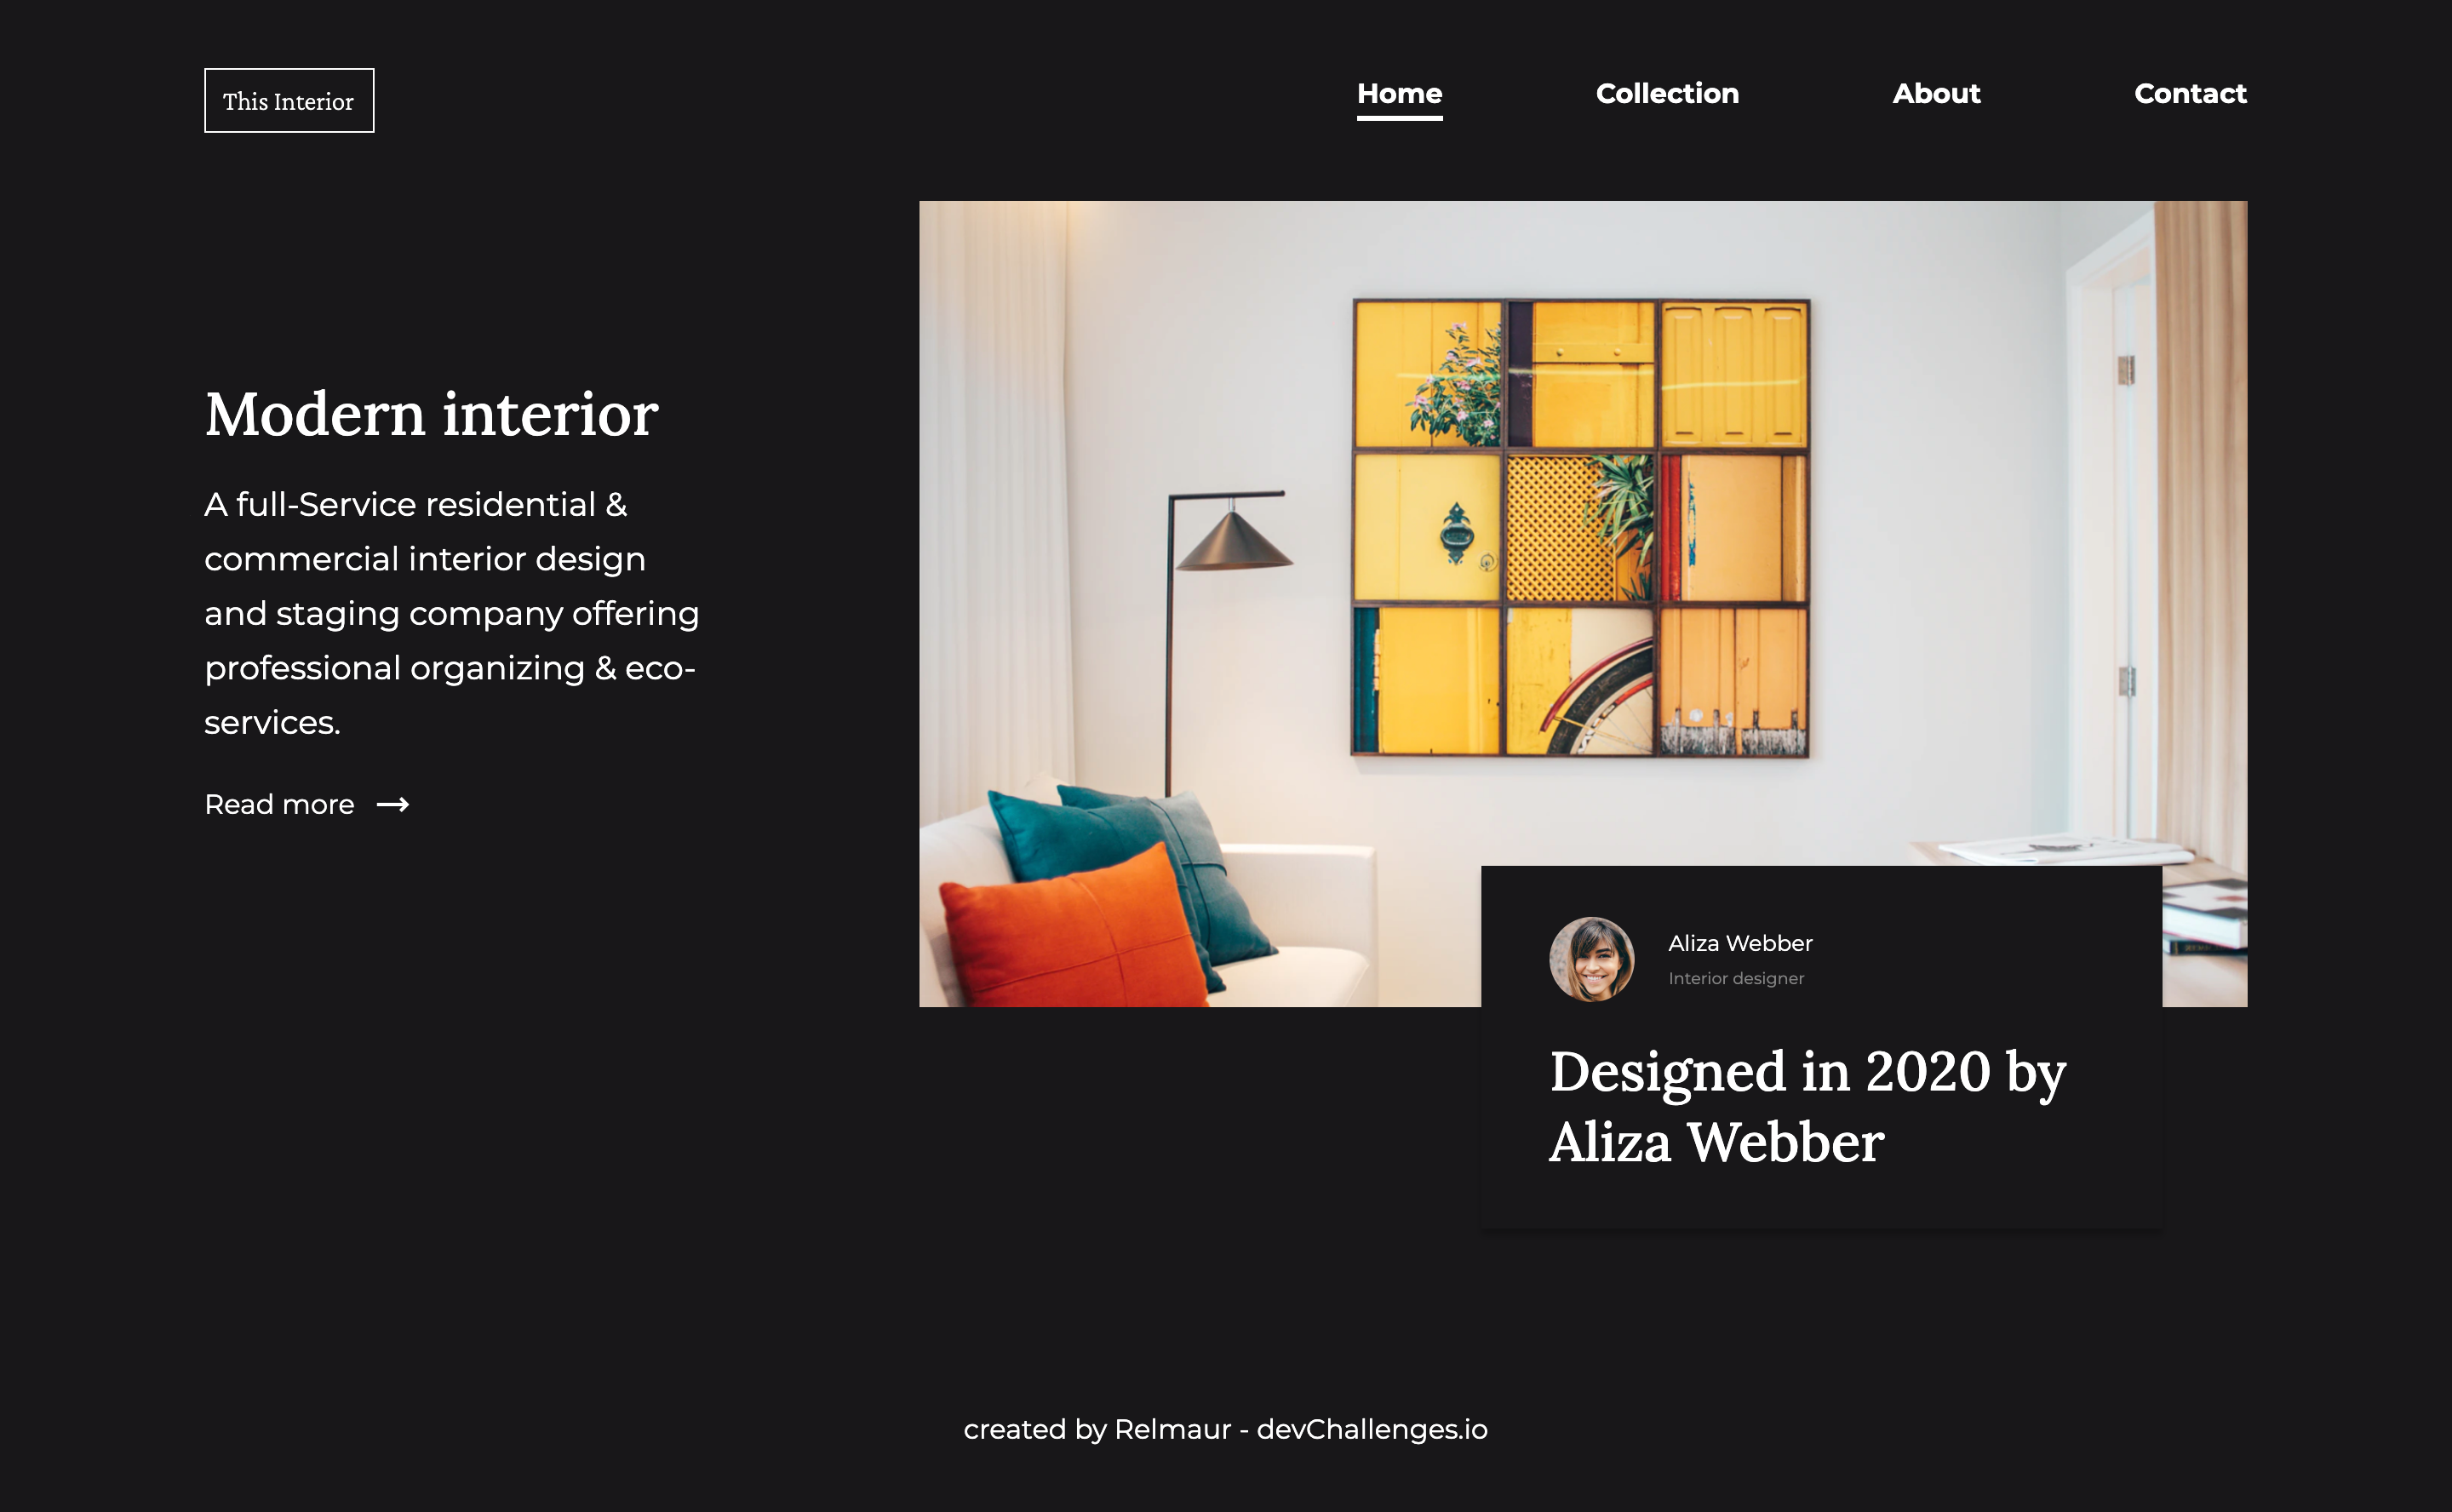 This Interior
Home
Collection
About
Contact
Modern interior
A full-Service residential &
commercial interior design
and staging company offering
professional organizing & eco-
services.
Read more
Aliza Webber
Interior designer
Designed in 2020 by
Aliza Webber
created by Relmaur - devChallenges.io